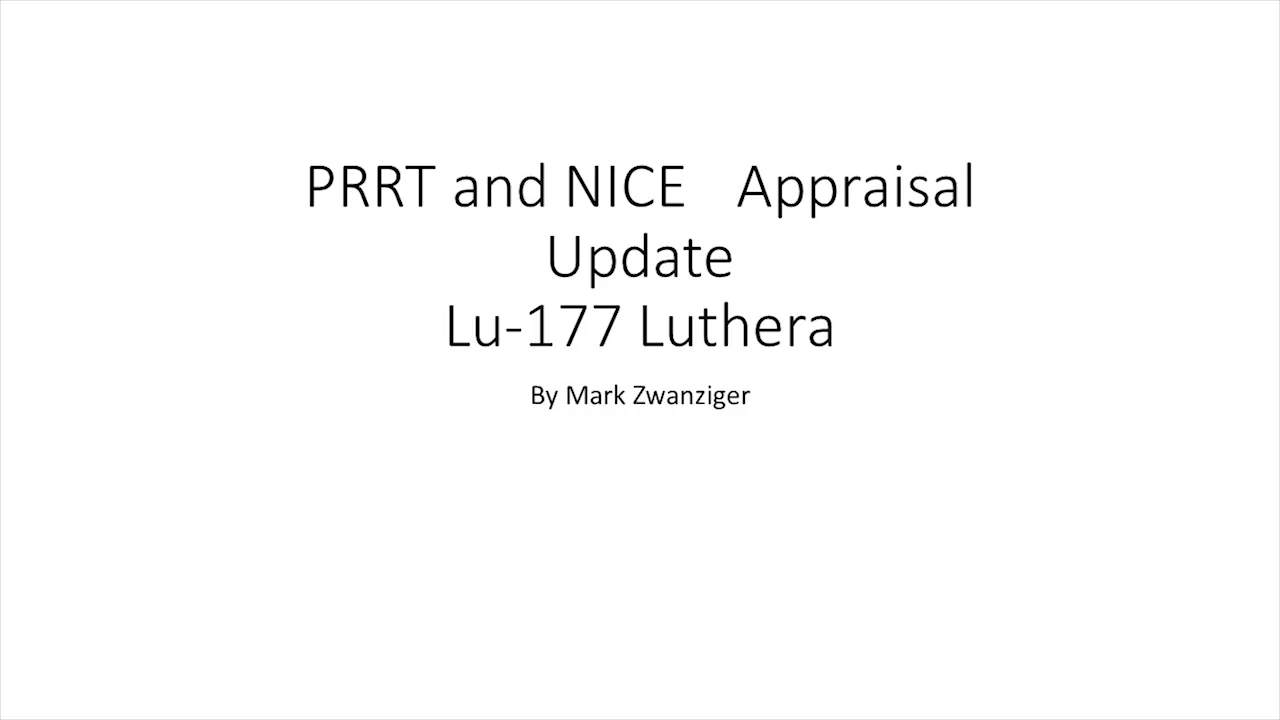 PRRT and NICE Appraisal
Update
Lu-177 Luthera
By Mark Zwanziger